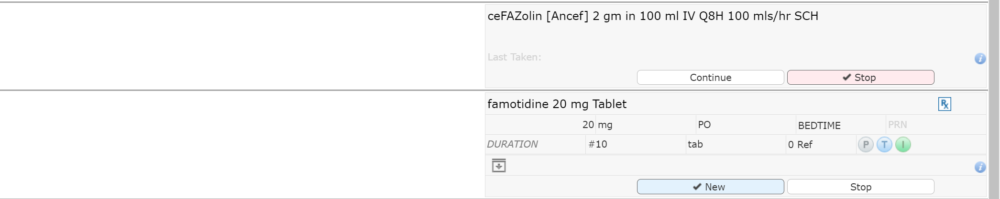 ceFAZolin [Ancef] 2 gm in 100 ml IV Q8H 100 mls/hr SCH
Last Taken:
i
Continue
✔ Stop
famotidine 20 mg Tablet
Rx
20 mg
PO
BEDTIME
PRN
DURATION
#10
tab
0 Ref
P T I
i
✔ New
Stop